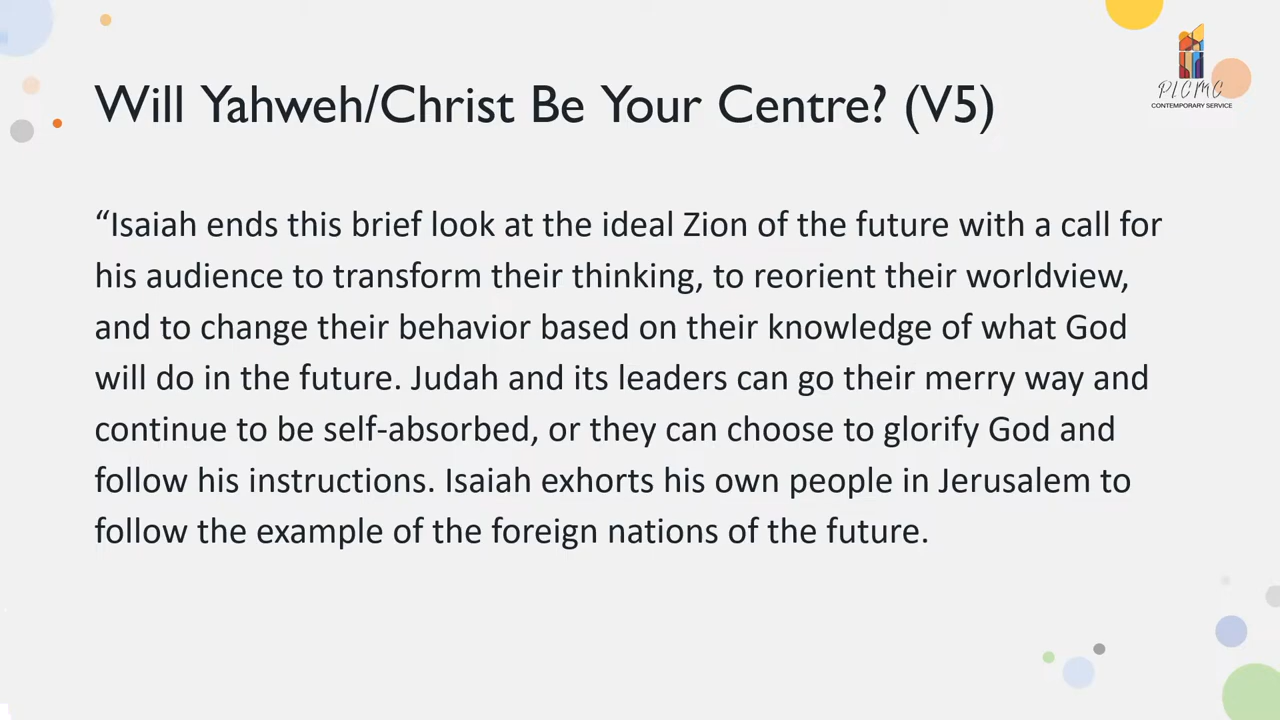 PLCMC
CONTEMPORARY SERVICE
Will Yahweh/Christ Be Your Centre? (V5)
“Isaiah ends this brief look at the ideal Zion of the future with a call for
his audience to transform their thinking, to reorient their worldview,
and to change their behavior based on their knowledge of what God
will do in the future. Judah and its leaders can go their merry way and
continue to be self-absorbed, or they can choose to glorify God and
follow his instructions. Isaiah exhorts his own people in Jerusalem to
follow the example of the foreign nations of the future.